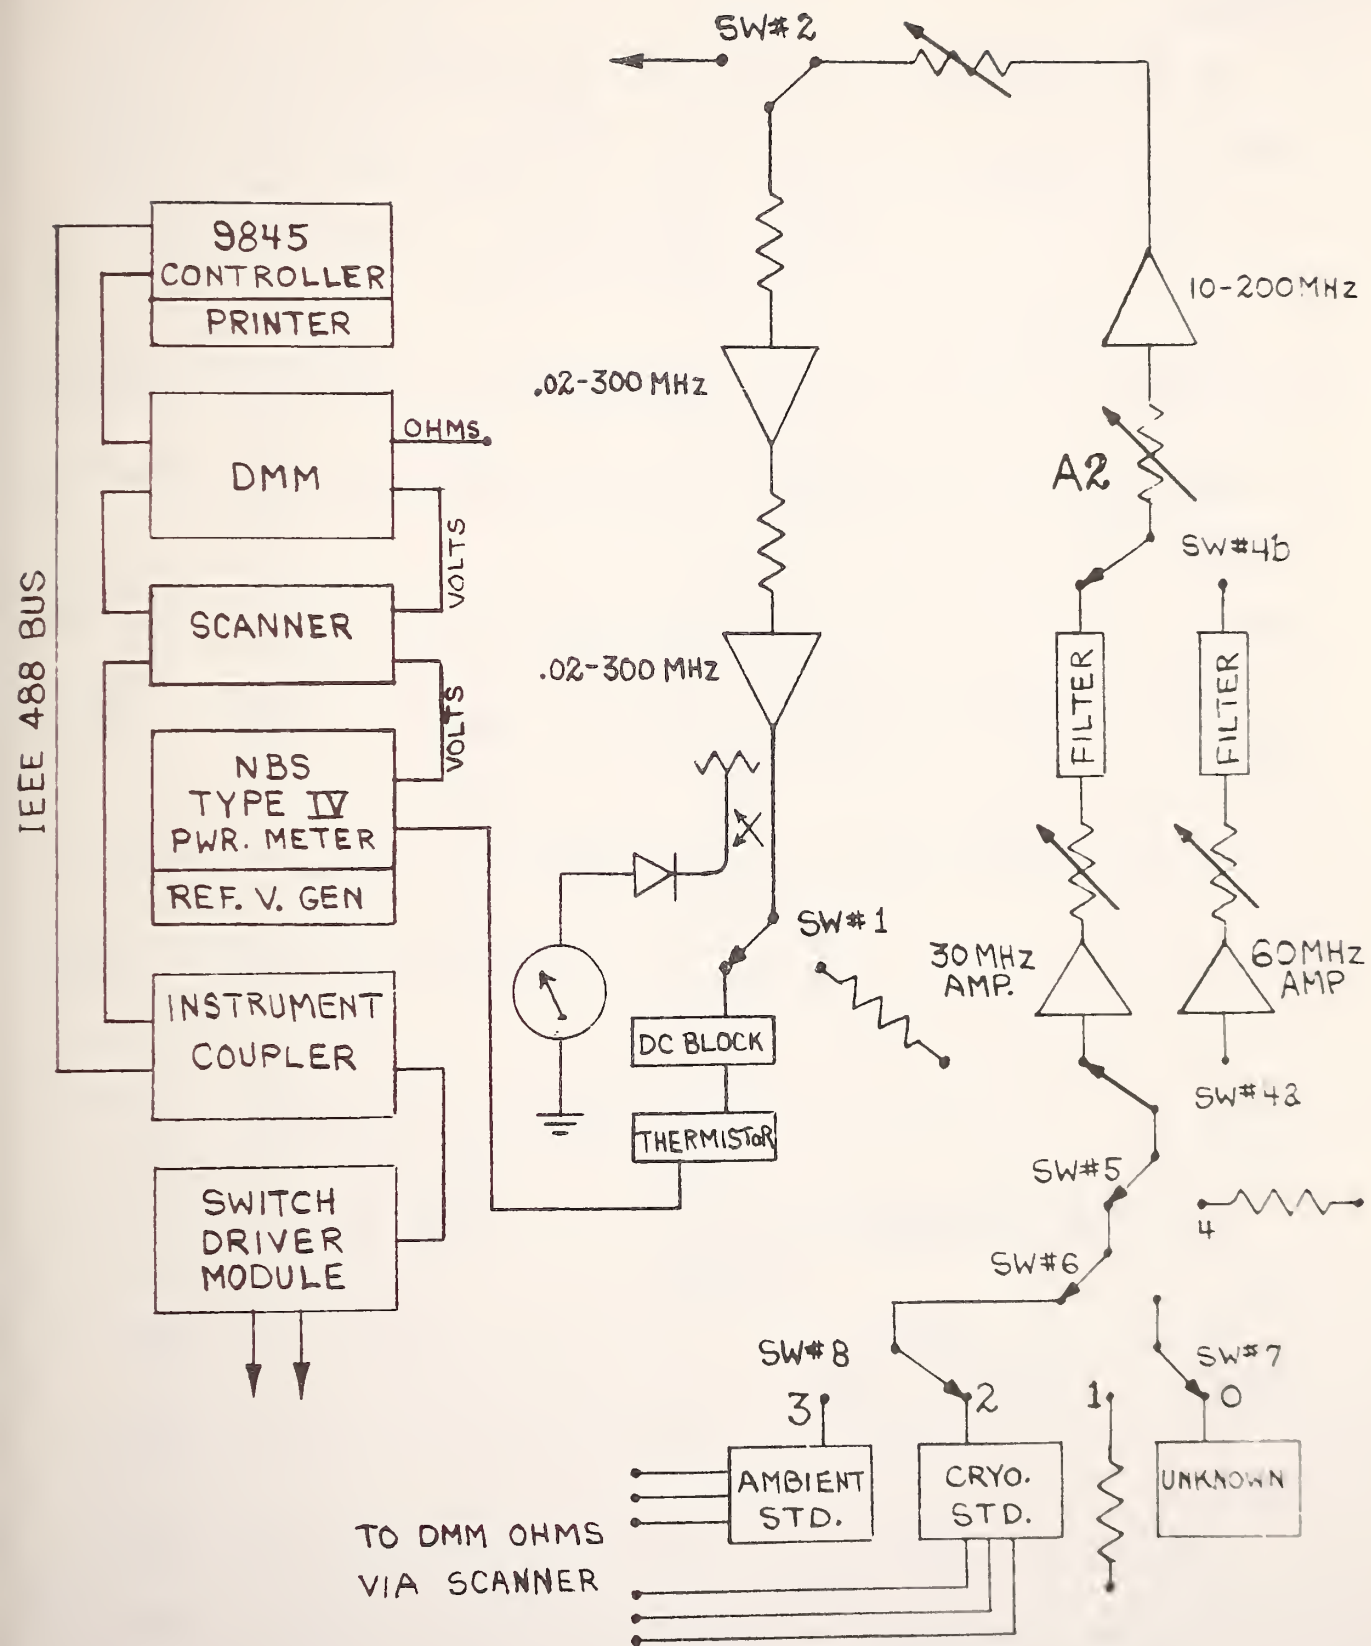 SW#2
9845
CONTROLLER
PRINTER
10-200MHz
.02-300 MHz
OHMS
DMM
A2
SW#4b
VOLTS
SCANNER
IEEE 488 BUS
.02-300 MHz
FILTER
FILTER
VOLTS
NBS
TYPE IV
PWR. METER
REF. V. GEN
SW#1
30 MHz
AMP.
60MHz
AMP
INSTRUMENT
COUPLER
DC BLOCK
SW#4a
THERMISTOR
SW#5
4
SWITCH
DRIVER
MODULE
SW#6
SW#8
SW#7
3
2
1
0
AMBIENT
STD.
CRYO.
STD.
UNKNOWN
TO DMM OHMS
VIA SCANNER